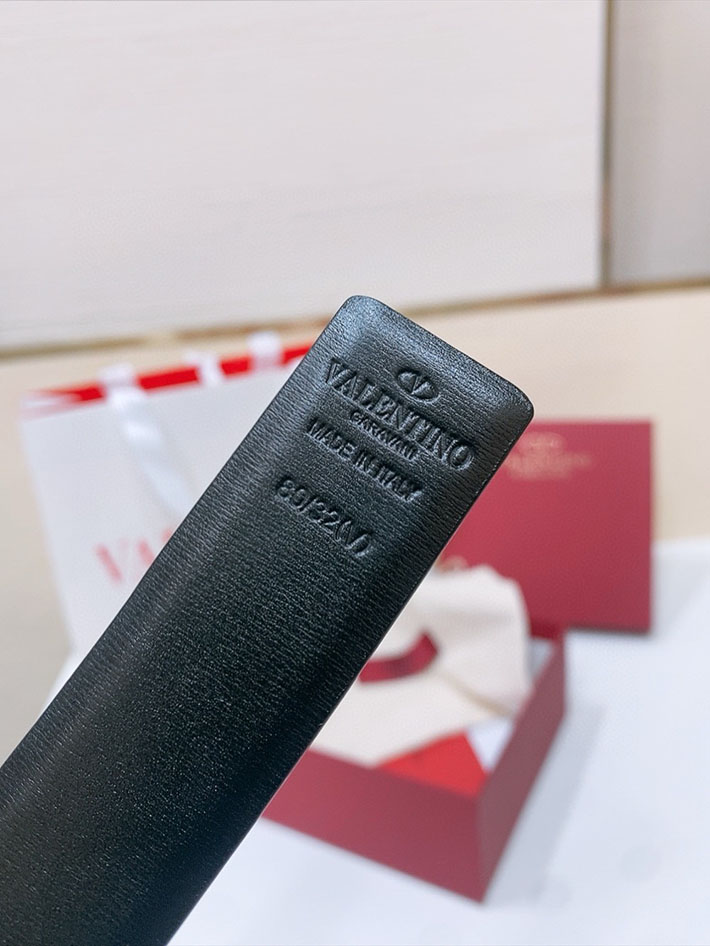 V
VALENTINO
GARAVANI
MADE IN ITALY
80/32(V)